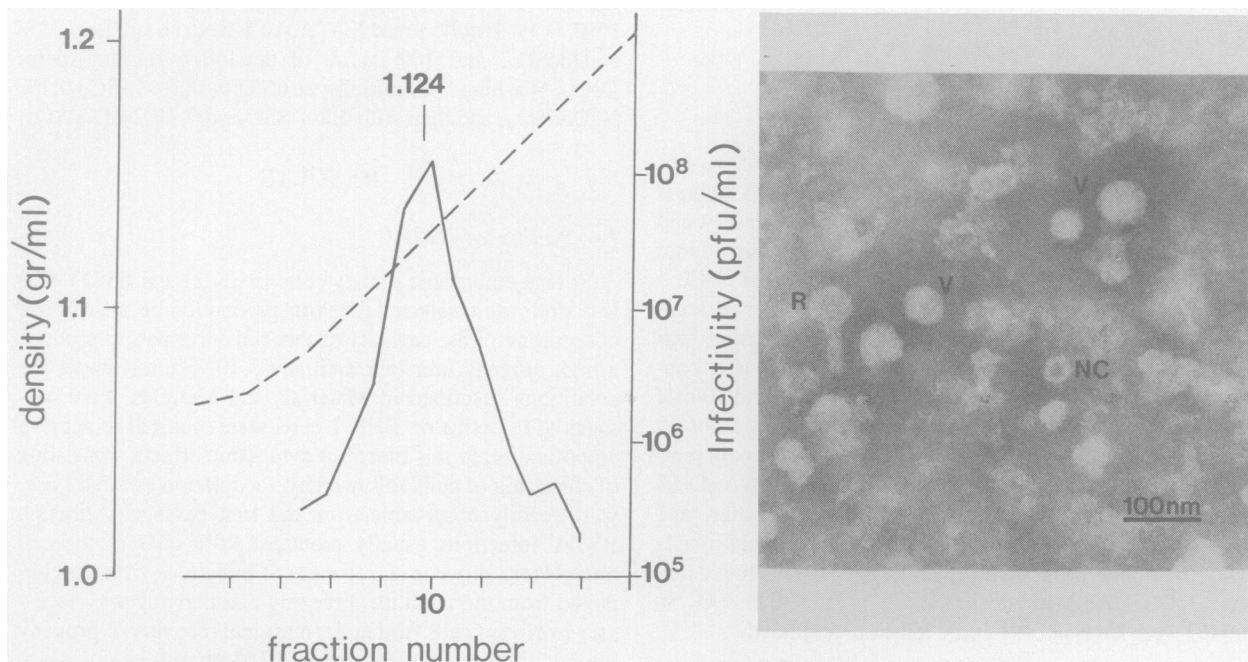 1.2
1.124
density (gr/ml)
1.1
1.0
10
fraction number
10⁸
10⁷
10⁶
10⁵
Infectivity (pfu/ml)
V
V
R
NC
100nm